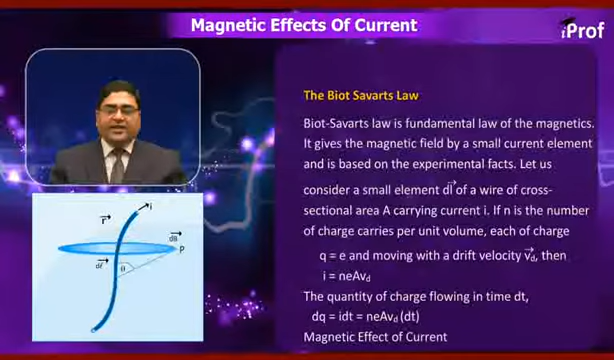 Magnetic Effects Of Current
iProf
The Biot Savarts Law
Biot-Savarts law is fundamental law of the magnetics.
It gives the magnetic field by a small current element
and is based on the experimental facts. Let us
consider a small element dl⃗ of a wire of cross-
sectional area A carrying current i. If n is the number
of charge carries per unit volume, each of charge
q = e and moving with a drift velocity v⃗d, then
i = neAvd
The quantity of charge flowing in time dt,
dq = idt = neAvd (dt)
Magnetic Effect of Current
i
r⃗
dB⃗
P
dℓ⃗
θ